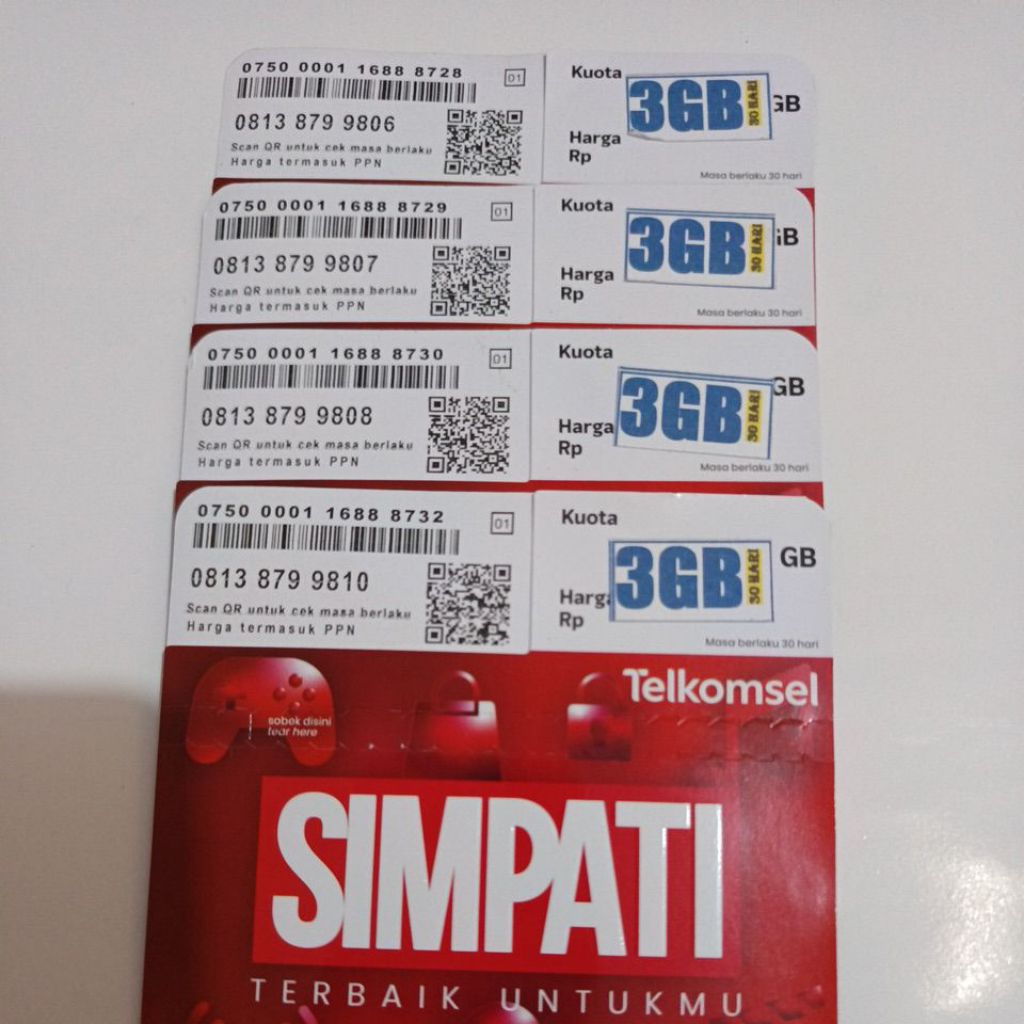 0750 0001 1688 8728
01
0813 879 9806
Scan QR untuk cek masa berlaku
Harga termasuk PPN
Kuota
3GB 30 HARI
GB
Harga
Rp
Masa berlaku 30 hari
0750 0001 1688 8729
01
0813 879 9807
Scan QR untuk cek masa berlaku
Harga termasuk PPN
Kuota
3GB 30 HARI
GB
Harga
Rp
Masa berlaku 30 hari
0750 0001 1688 8730
01
0813 879 9808
Scan QR untuk cek masa berlaku
Harga termasuk PPN
Kuota
3GB 30 HARI
GB
Harga
Rp
Masa berlaku 30 hari
0750 0001 1688 8732
01
0813 879 9810
Scan QR untuk cek masa berlaku
Harga termasuk PPN
Kuota
3GB 30 HARI
GB
Harga
Rp
Masa berlaku 30 hari
Telkomsel
sobek disini
tear here
SIMPATI
TERBAIK UNTUKMU